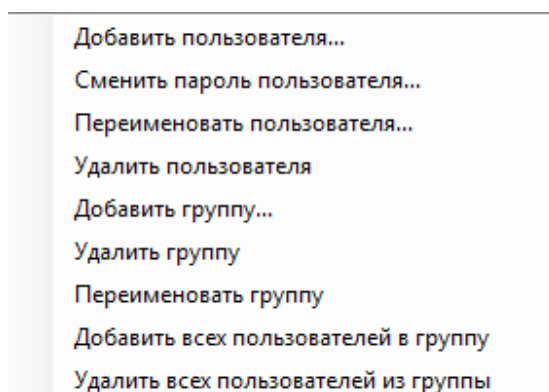 Добавить пользователя...
Сменить пароль пользователя...
Переименовать пользователя...
Удалить пользователя
Добавить группу...
Удалить группу
Переименовать группу
Добавить всех пользователей в группу
Удалить всех пользователей из группы